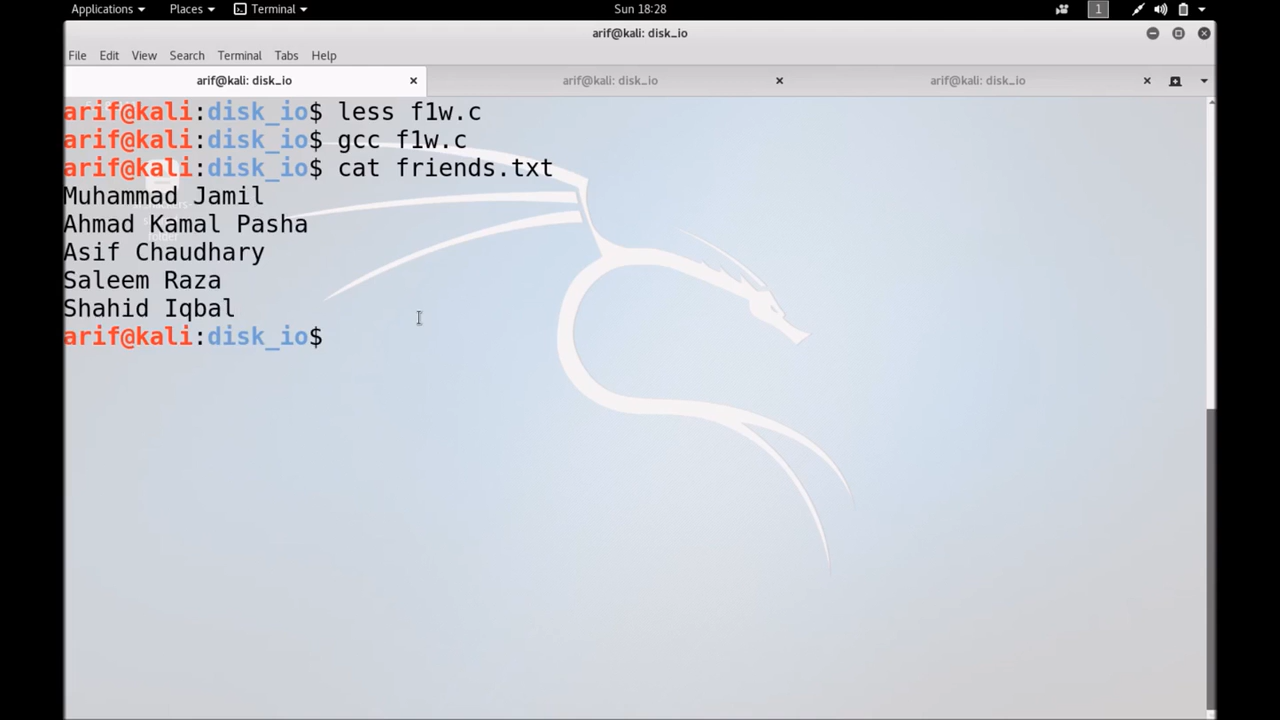 Applications Places Terminal Sun 18:28 1
arif@kali: disk_io
File Edit View Search Terminal Tabs Help
arif@kali: disk_io arif@kali: disk_io arif@kali: disk_io
arif@kali:disk_io$ less f1w.c
arif@kali:disk_io$ gcc f1w.c
arif@kali:disk_io$ cat friends.txt
Muhammad Jamil
Ahmad Kamal Pasha
Asif Chaudhary
Saleem Raza
Shahid Iqbal
arif@kali:disk_io$